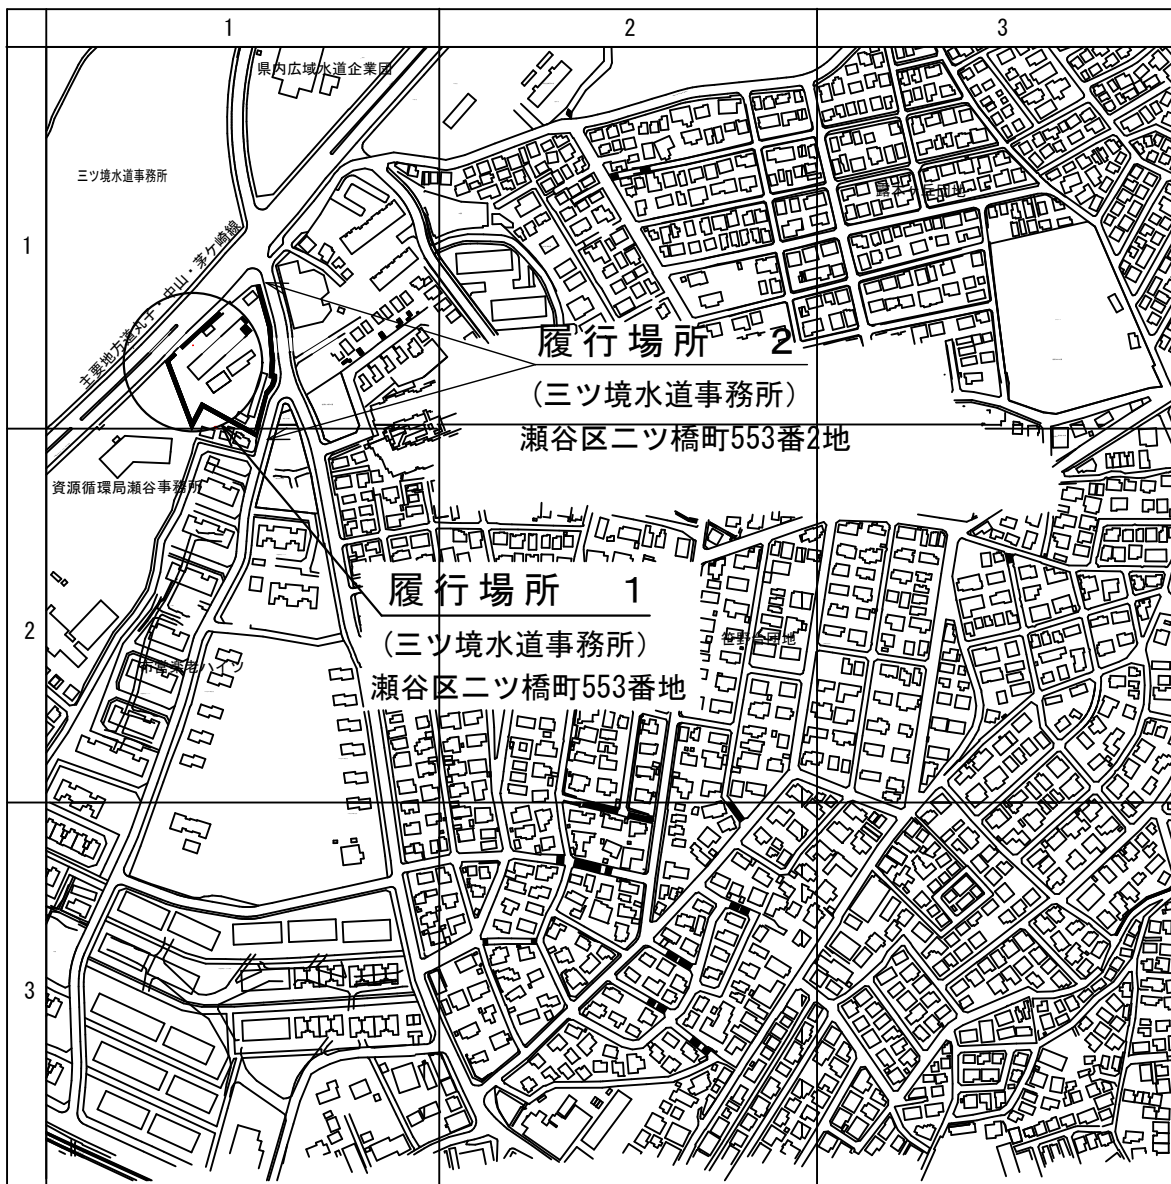 1 2 3
県内広域水道企業団
三ツ境水道事務所
1
主要地方道丸子・中山・茅ケ崎線
履行場所 2
(三ツ境水道事務所)
瀬谷区二ツ橋町553番2地
資源循環局瀬谷事務所
履行場所 1
2
(三ツ境水道事務所)
笹野台団地
瀬谷区二ツ橋町553番地
3